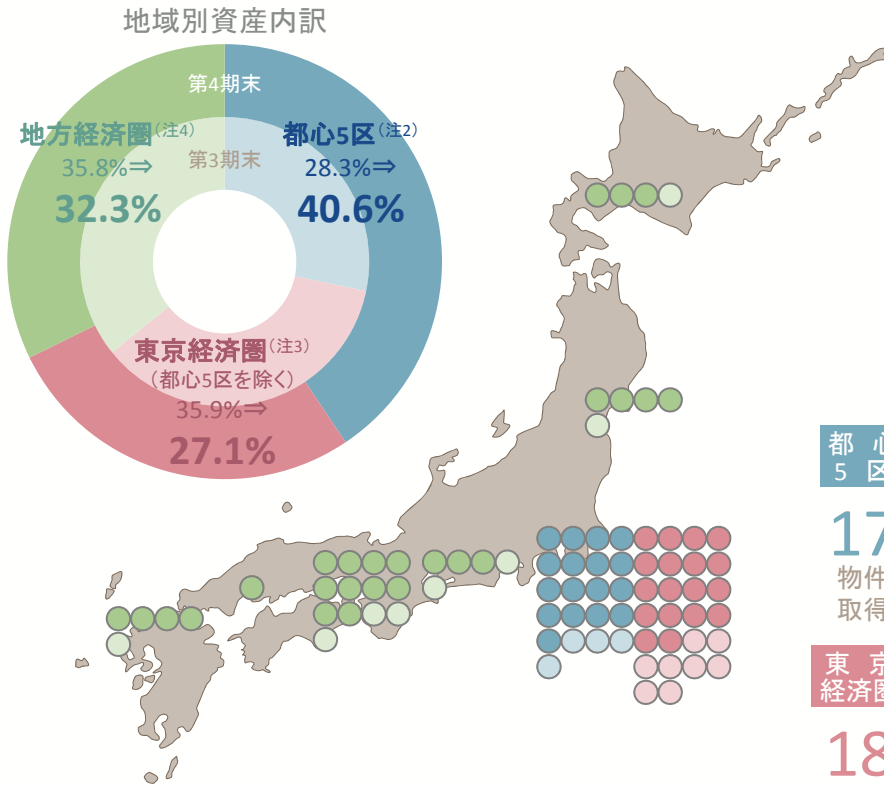 地域別資産内訳
第4期末
地方経済圏(注4)
35.8%⇒
32.3%
第3期末
都心5区(注2)
28.3%⇒
40.6%
東京経済圏(注3)
(都心5区を除く)
35.9%⇒
27.1%
都 心
5 区
17
物件
取得
東 京
経済圏
18